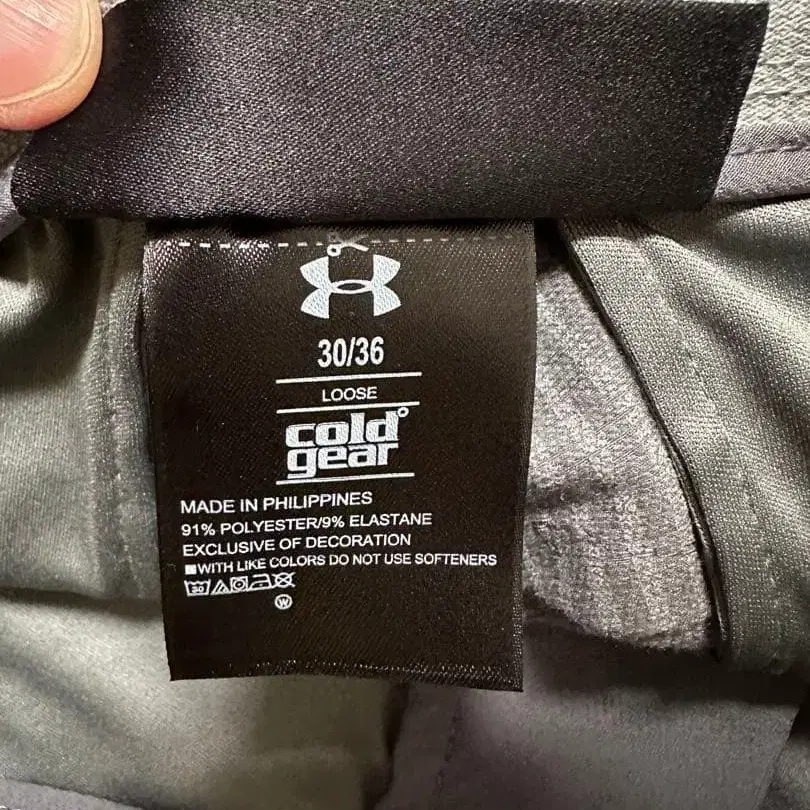 30/36
LOOSE
cold
gear
MADE IN PHILIPPINES
91% POLYESTER/9% ELASTANE
EXCLUSIVE OF DECORATION
WITH LIKE COLORS DO NOT USE SOFTENERS
30
W